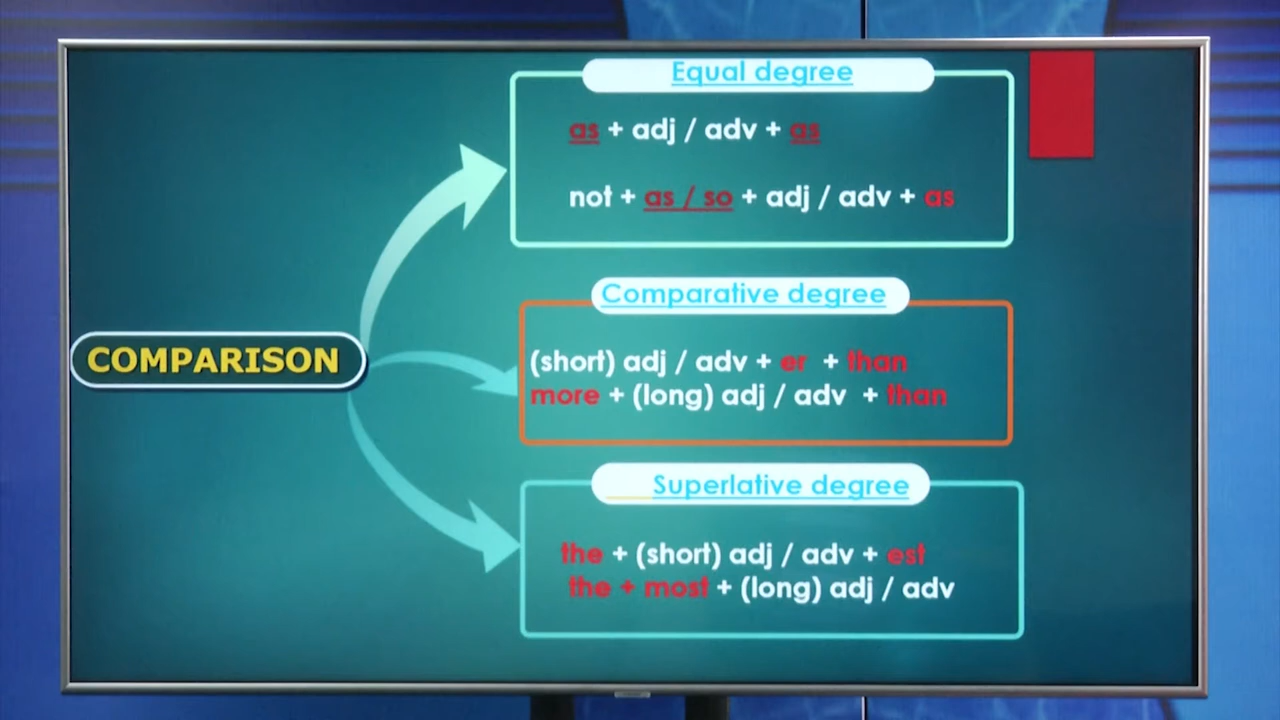 Equal degree
as + adj / adv + as
not + as / so + adj / adv + as
COMPARISON
Comparative degree
(short) adj / adv + er + than
more + (long) adj / adv + than
Superlative degree
the + (short) adj / adv + est
the + most + (long) adj / adv